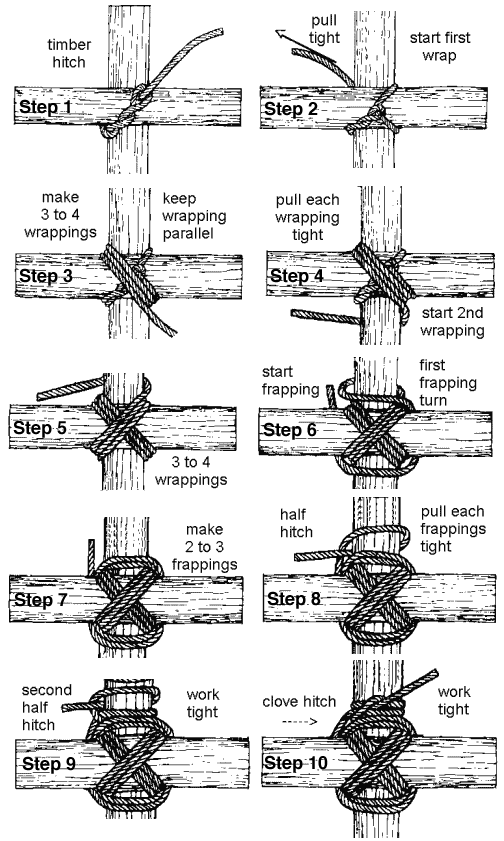 timber
hitch
Step 1
pull
tight
start first
wrap
Step 2
make
3 to 4
wrappings
keep
wrapping
parallel
Step 3
pull each
wrapping
tight
Step 4
start 2nd
wrapping
Step 5
3 to 4
wrappings
start
frapping
first
frapping
turn
Step 6
make
2 to 3
frappings
Step 7
half
hitch
pull each
frappings
tight
Step 8
second
half
hitch
work
tight
Step 9
clove hitch
work
tight
Step 10